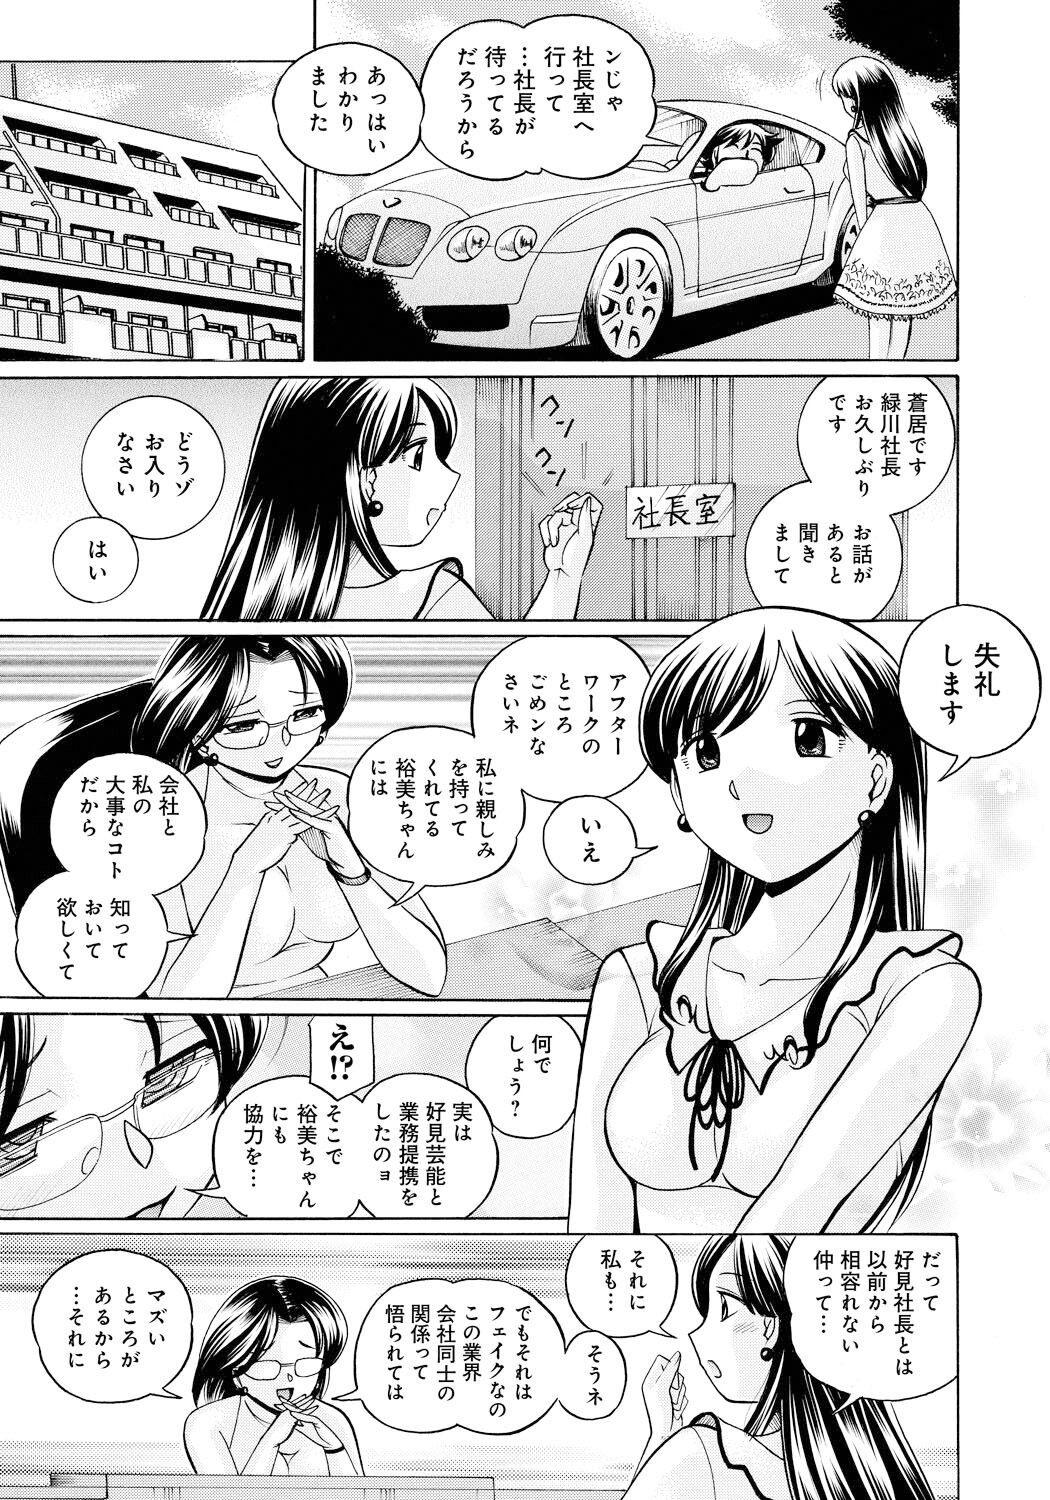 ンじゃ
社長室へ
行って
…社長が
待ってる
だろうから
あっはい
わかり
ました
蒼居です
緑川社長
お久しぶり
です
お話が
あると
聞き
まして
社長室
コン
コン
どうゾ
お入り
なさい
はい
失礼
します
アフター
ワークの
ところ
ごめンな
さいネ
いえ
私に親しみ
を持って
くれてる
裕美ちゃん
には
会社と
私の
大事なコト
だから
知って
おいて
欲しくて
何で
しょう?
実は
好見芸能と
業務提携を
したのョ
え!?
そこで
裕美ちゃん
にも
協力を…
だって
好見社長とは
以前から
相容れない
仲って…
それに
私も…
そうネ
でもそれは
フェイクなの
この業界
会社同士の
関係って
悟られては
マズい
ところが
あるから
…それに